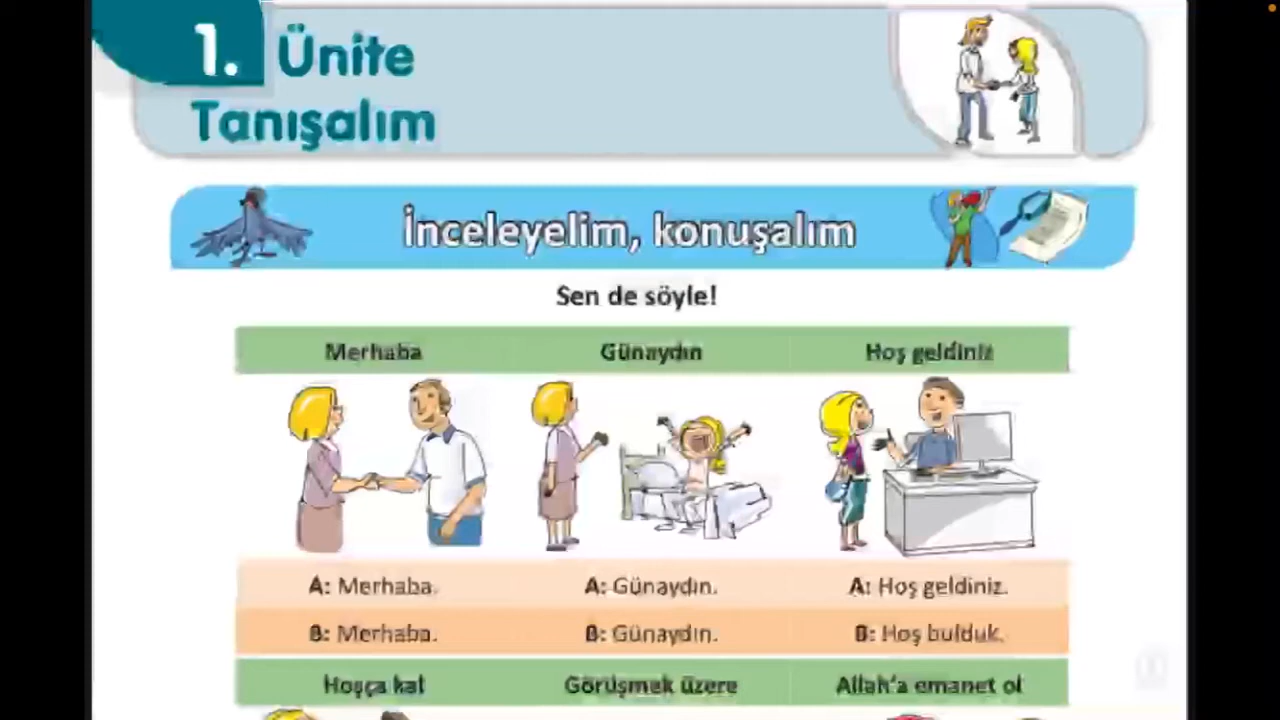 1. Ünite
Tanışalım
İnceleyelim, konuşalım
Sen de söyle!
Merhaba Günaydın Hoş geldiniz
A: Merhaba. A: Günaydın. A: Hoş geldiniz.
B: Merhaba. B: Günaydın. B: Hoş bulduk.
Hoşça kal Görüşmek üzere Allah'a emanet ol